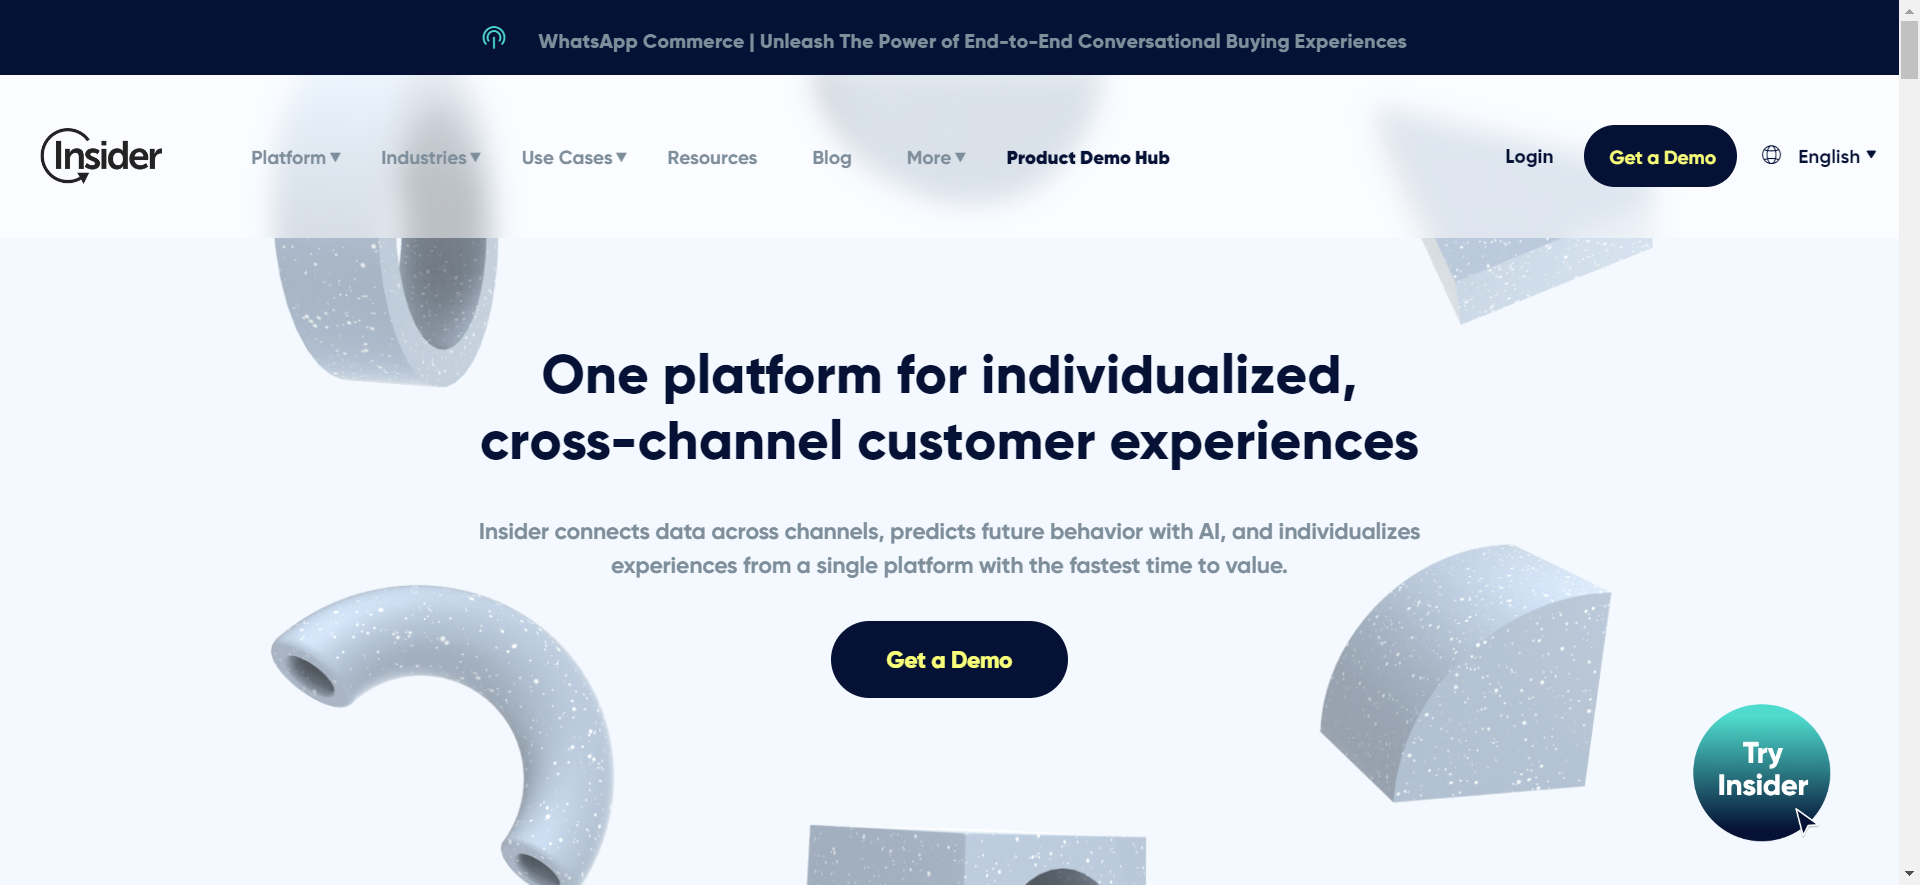 WhatsApp Commerce | Unleash The Power of End-to-End Conversational Buying Experiences
Insider
Platform ▼ Industries ▼ Use Cases ▼ Resources Blog More ▼ Product Demo Hub
Login
Get a Demo
English ▼
One platform for individualized,
cross-channel customer experiences
Insider connects data across channels, predicts future behavior with AI, and individualizes
experiences from a single platform with the fastest time to value.
Get a Demo
Try
Insider